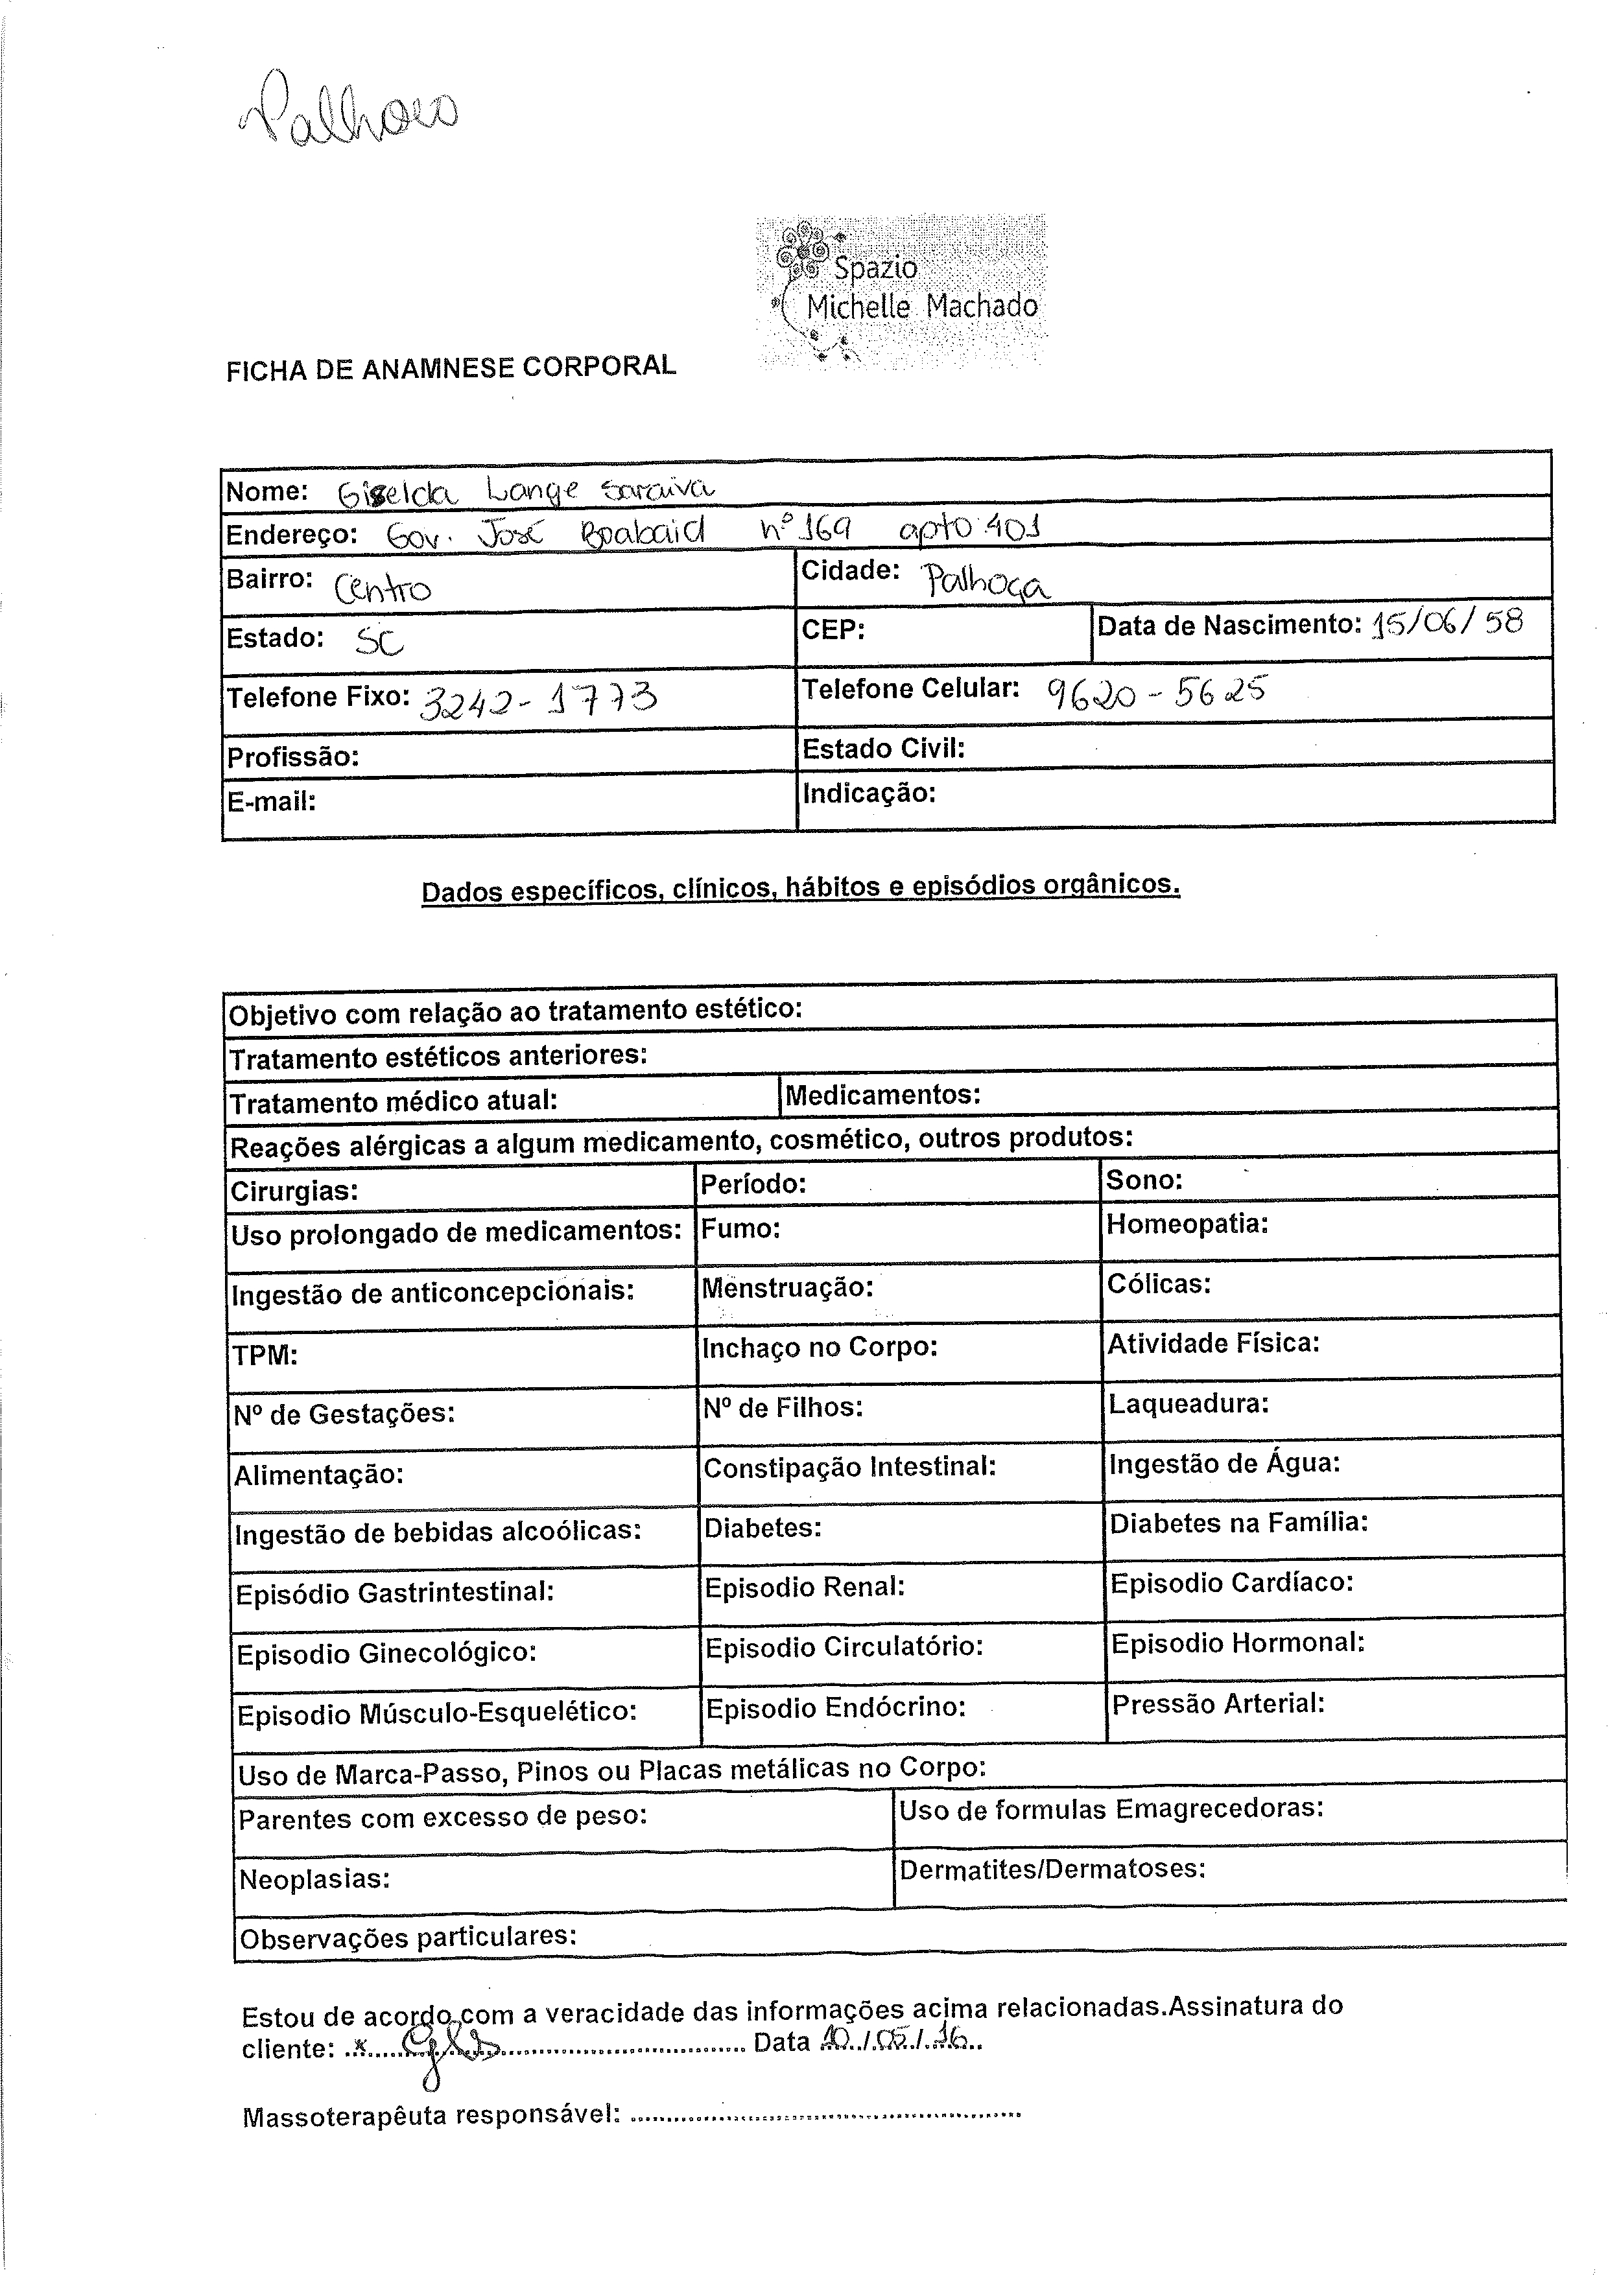 Palhoça
Spazio
Michelle Machado
FICHA DE ANAMNESE CORPORAL
Nome: Giselda Lange Saraiva
Endereço: Gov. José Boabaid nº 169 apto 401
Bairro: Centro Cidade: Palhoça
Estado: SC CEP: Data de Nascimento: 15/06/58
Telefone Fixo: 3242-1773 Telefone Celular: 9620-5625
Profissão: Estado Civil:
E-mail: Indicação:
Dados específicos, clínicos, hábitos e episódios orgânicos.
Objetivo com relação ao tratamento estético:
Tratamento estéticos anteriores:
Tratamento médico atual: Medicamentos:
Reações alérgicas a algum medicamento, cosmético, outros produtos:
Cirurgias: Período: Sono:
Uso prolongado de medicamentos: Fumo: Homeopatia:
Ingestão de anticoncepcionais: Menstruação: Cólicas:
TPM: Inchaço no Corpo: Atividade Física:
Nº de Gestações: Nº de Filhos: Laqueadura:
Alimentação: Constipação Intestinal: Ingestão de Água:
Ingestão de bebidas alcoólicas: Diabetes: Diabetes na Família:
Episódio Gastrintestinal: Episodio Renal: Episodio Cardíaco:
Episodio Ginecológico: Episodio Circulatório: Episodio Hormonal:
Episodio Músculo-Esquelético: Episodio Endócrino: Pressão Arterial:
Uso de Marca-Passo, Pinos ou Placas metálicas no Corpo:
Parentes com excesso de peso: Uso de formulas Emagrecedoras:
Neoplasias: Dermatites/Dermatoses:
Observações particulares:
Estou de acordo com a veracidade das informações acima relacionadas.Assinatura do
cliente: x Data 10/05/16
Massoterapêuta responsável: